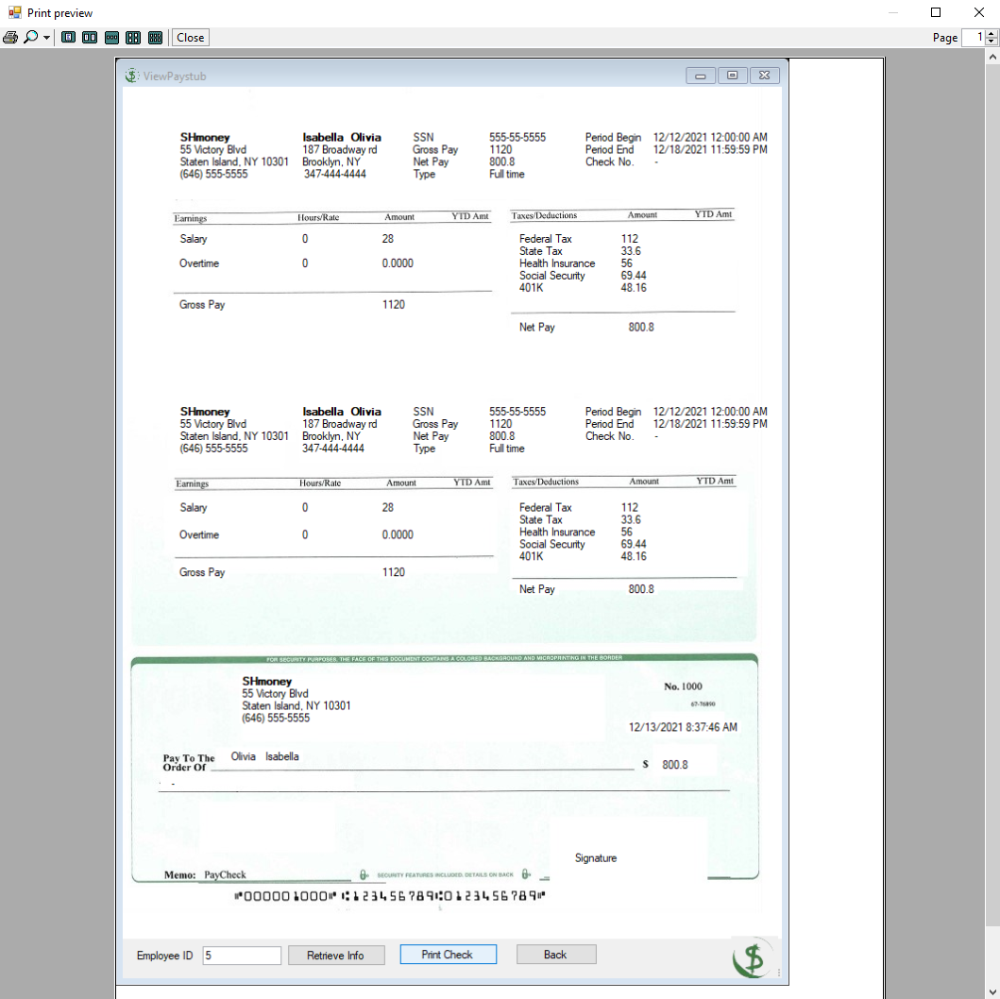 Print preview
Close
Page 1
ViewPaystub
SHmoney Isabella Olivia SSN 555-55-5555 Period Begin 12/12/2021 12:00:00 AM
55 Victory Blvd 187 Broadway rd Gross Pay 1120 Period End 12/18/2021 11:59:59 PM
Staten Island, NY 10301 Brooklyn, NY Net Pay 800.8 Check No. -
(646) 555-5555 347-444-4444 Type Full time
Earnings Hours/Rate Amount YTD Amt Taxes/Deductions Amount YTD Amt
Salary 0 28 Federal Tax 112
State Tax 33.6
Overtime 0 0.0000 Health Insurance 56
Social Security 69.44
401K 48.16
Gross Pay 1120
Net Pay 800.8
SHmoney Isabella Olivia SSN 555-55-5555 Period Begin 12/12/2021 12:00:00 AM
55 Victory Blvd 187 Broadway rd Gross Pay 1120 Period End 12/18/2021 11:59:59 PM
Staten Island, NY 10301 Brooklyn, NY Net Pay 800.8 Check No. -
(646) 555-5555 347-444-4444 Type Full time
Earnings Hours/Rate Amount YTD Amt Taxes/Deductions Amount YTD Amt
Salary 0 28 Federal Tax 112
State Tax 33.6
Overtime 0 0.0000 Health Insurance 56
Social Security 69.44
401K 48.16
Gross Pay 1120
Net Pay 800.8
FOR SECURITY PURPOSES, THE FACE OF THIS DOCUMENT CONTAINS A COLORED BACKGROUND AND MICROPRINTING IN THE BORDER
SHmoney
55 Victory Blvd
Staten Island, NY 10301
(646) 555-5555
No. 1000
67-76890
12/13/2021 8:37:46 AM
Pay To The
Order Of Olivia Isabella $ 800.8
-
Signature
Memo: PayCheck SECURITY FEATURES INCLUDED. DETAILS ON BACK
⑈000001000⑈ ⑆123456789⑆0123456789⑈
Employee ID 5 Retrieve Info Print Check Back